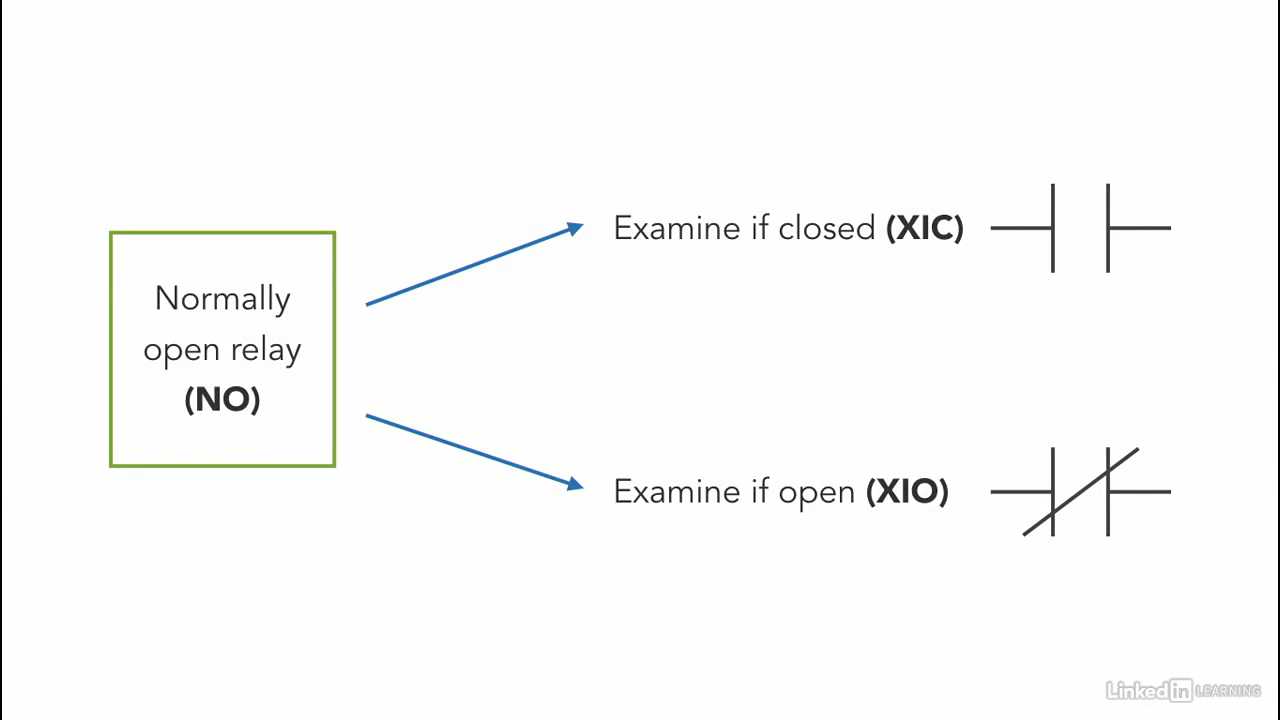 Normally
open relay
(NO)
Examine if closed (XIC)
Examine if open (XIO)
Linked in LEARNING